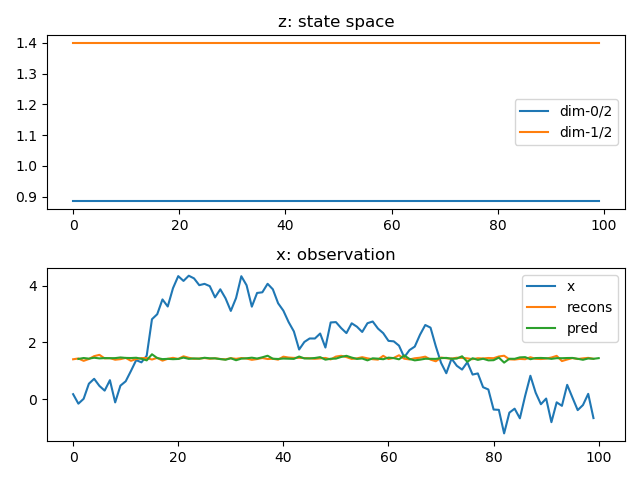 z: state space
1.4
1.3
1.2
1.1
1.0
0.9
dim-0/2
dim-1/2
0 20 40 60 80 100
x: observation
4
2
0
x
recons
pred
0 20 40 60 80 100